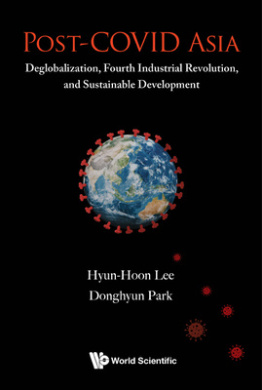 POST-COVID ASIA
Deglobalization, Fourth Industrial Revolution,
and Sustainable Development
Hyun-Hoon Lee
Donghyun Park
World Scientific